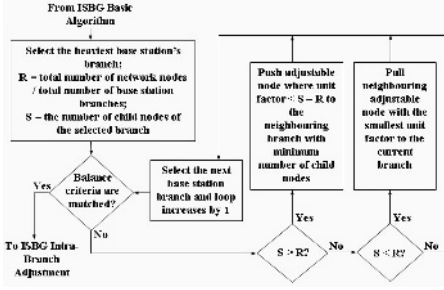 From ISBG Basic
Algorithm
Select the heaviest base station's
branch;
R = total number of network nodes
/ total number of base station
branches;
S – the number of child nodes of
the selected branch
Push adjustable
node where unit
factor < S – R to
the
neighbouring
branch with
minimum
number of child
nodes
Pull
neighbouring
adjustable
node with the
smallest unit
factor to the
current
branch
Balance
criteria are
matched?
Yes
No
Select the next
base station
branch and loop
increases by 1
To ISBG Intra-
Branch
Adjustment
S > R?
Yes
No
S < R?
Yes
No